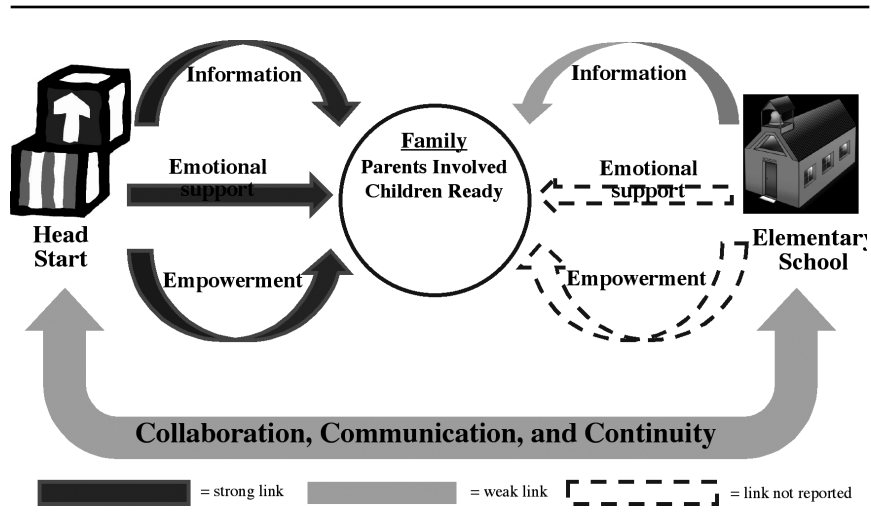 Information
Information
Family
Parents Involved
Children Ready
Emotional
support
Emotional
support
Head
Start
Elementary
School
Empowerment
Empowerment
Collaboration, Communication, and Continuity
= strong link
= weak link
= link not reported